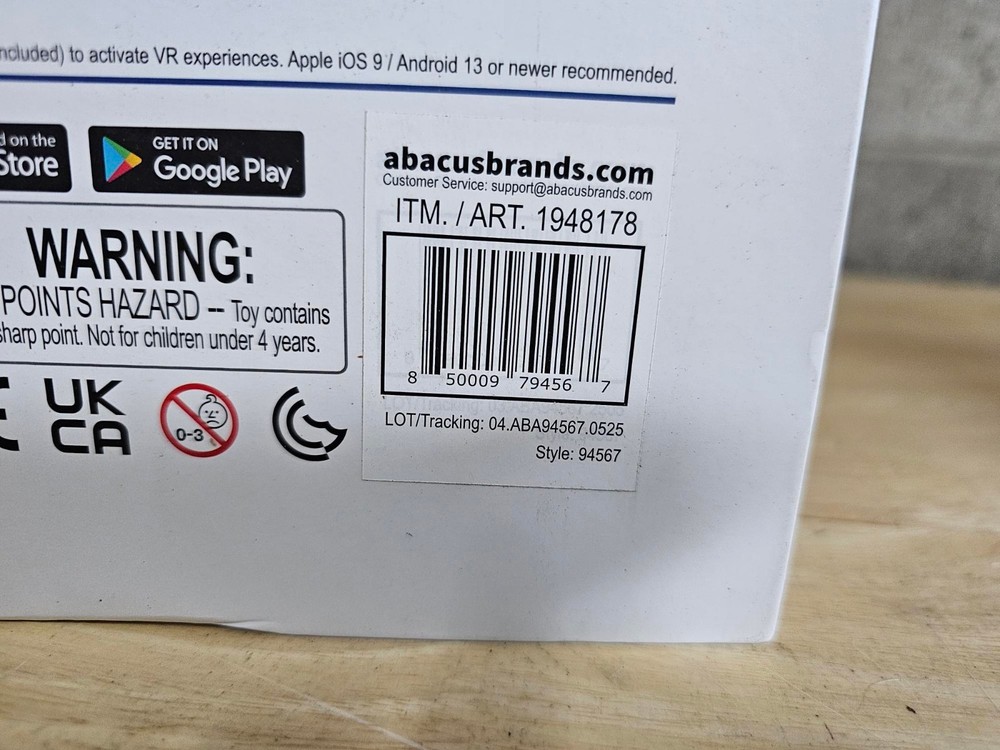 ncluded) to activate VR experiences. Apple iOS 9 / Android 13 or newer recommended.
d on the
Store
GET IT ON
Google Play
abacusbrands.com
Customer Service: support@abacusbrands.com
ITM. / ART. 1948178
8 50009 79456 7
LOT/Tracking: 04.ABA94567.0525
Style: 94567
WARNING:
POINTS HAZARD -- Toy contains
sharp point. Not for children under 4 years.
UK
CA
0-3